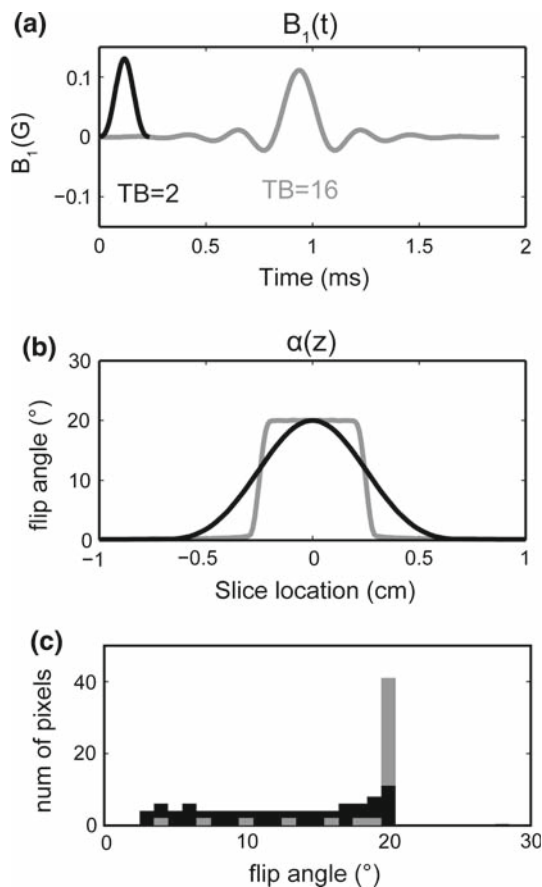 (a)
B₁(t)
B₁(G)
0.1
0
−0.1
TB=2
TB=16
0
0.5
1
1.5
2
Time (ms)
(b)
α(z)
flip angle (°)
30
20
10
0
−1
−0.5
0
0.5
1
Slice location (cm)
(c)
num of pixels
40
20
0
0
10
20
30
flip angle (°)